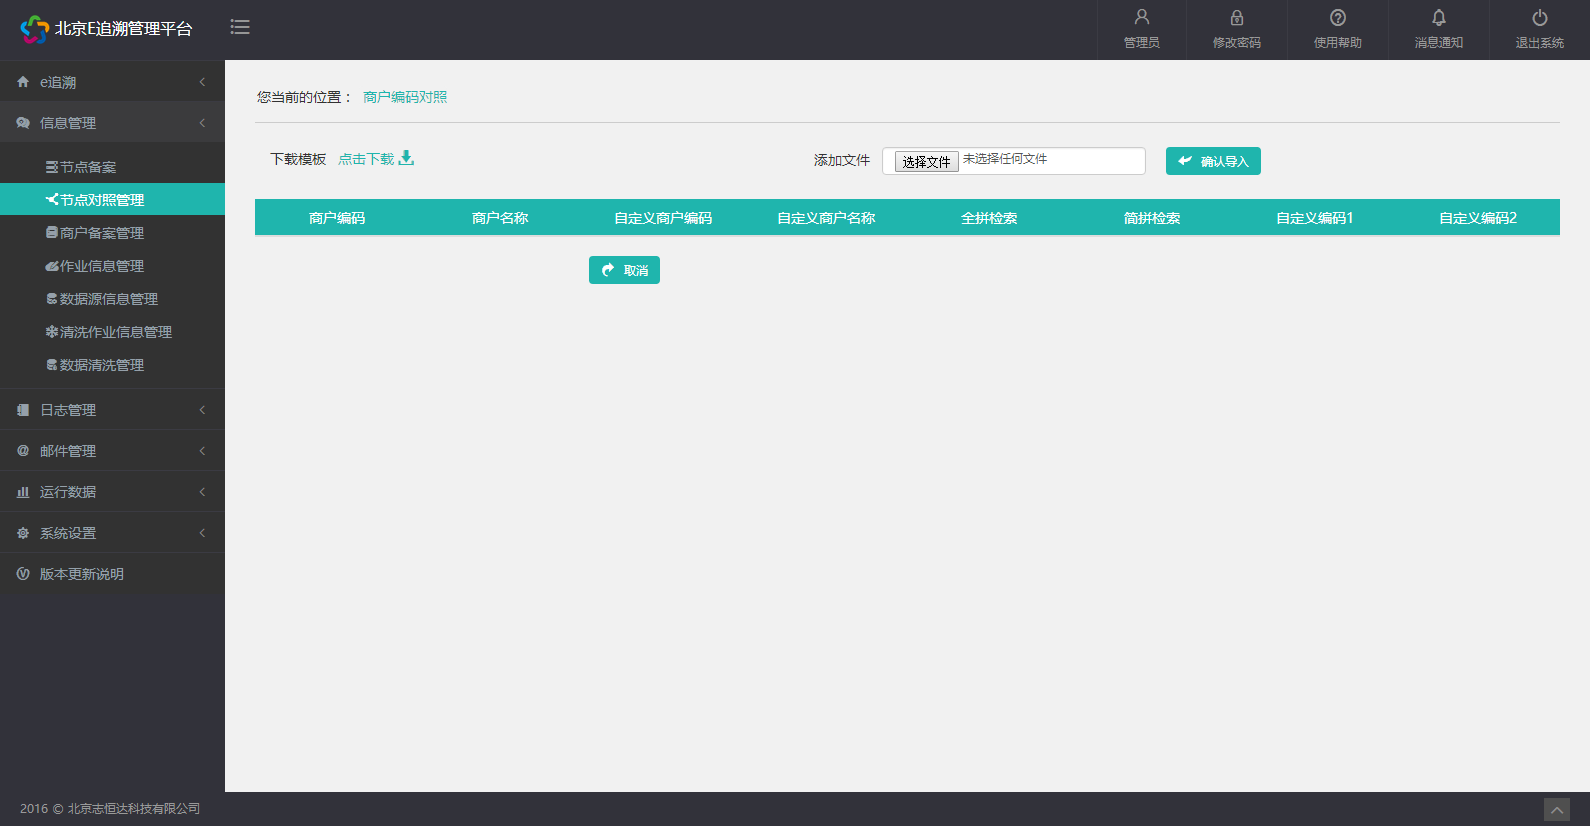 北京E追溯管理平台
管理员
修改密码
使用帮助
消息通知
退出系统
e追溯
信息管理
节点备案
节点对照管理
商户备案管理
作业信息管理
数据源信息管理
清洗作业信息管理
数据清洗管理
日志管理
邮件管理
运行数据
系统设置
版本更新说明
您当前的位置： 商户编码对照
下载模板 点击下载
添加文件 选择文件 未选择任何文件 确认导入
商户编码 商户名称 自定义商户编码 自定义商户名称 全拼检索 简拼检索 自定义编码1 自定义编码2
取消
2016 © 北京志恒达科技有限公司